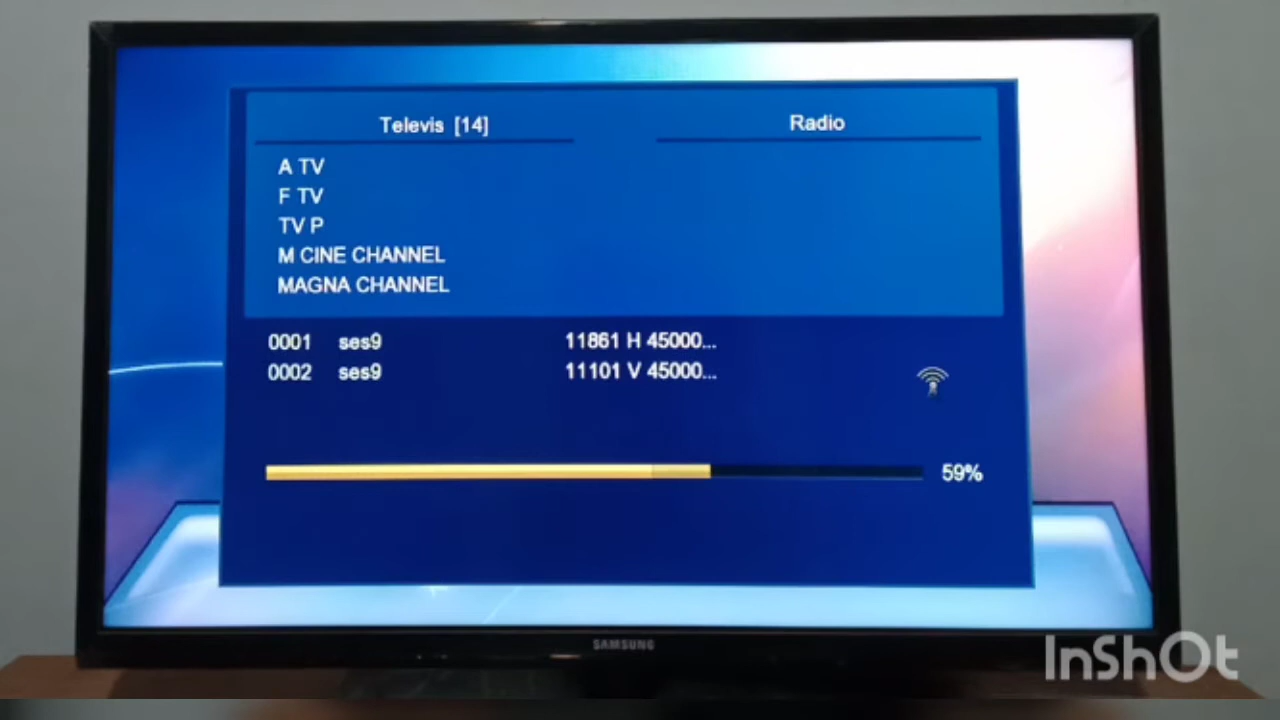 Televis [14]
Radio
A TV
F TV
TV P
M CINE CHANNEL
MAGNA CHANNEL
0001 ses9 11861 H 45000...
0002 ses9 11101 V 45000...
59%
SAMSUNG
InShOt